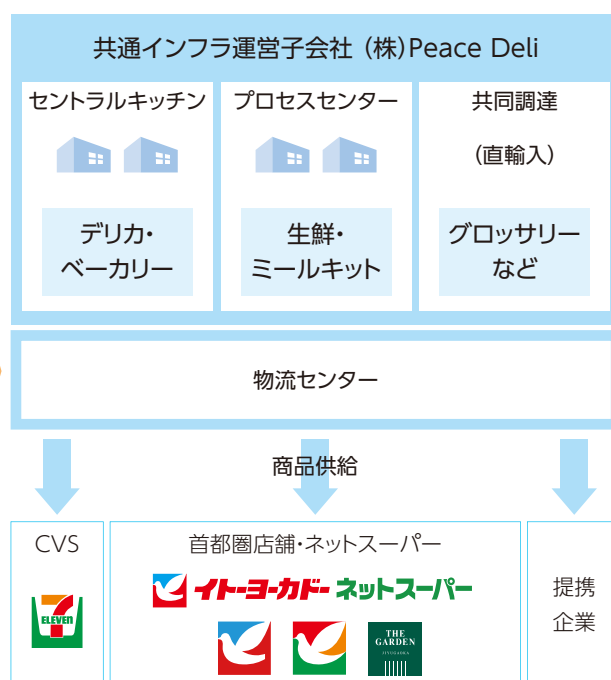 共通インフラ運営子会社 (株)Peace Deli
セントラルキッチン
デリカ・
ベーカリー
プロセスセンター
生鮮・
ミールキット
共同調達
(直輸入)
グロッサリー
など
物流センター
商品供給
CVS
7
ELEVEN
首都圏店舗・ネットスーパー
イトーヨーカドー ネットスーパー
THE
GARDEN
JIYUGAOKA
提携
企業